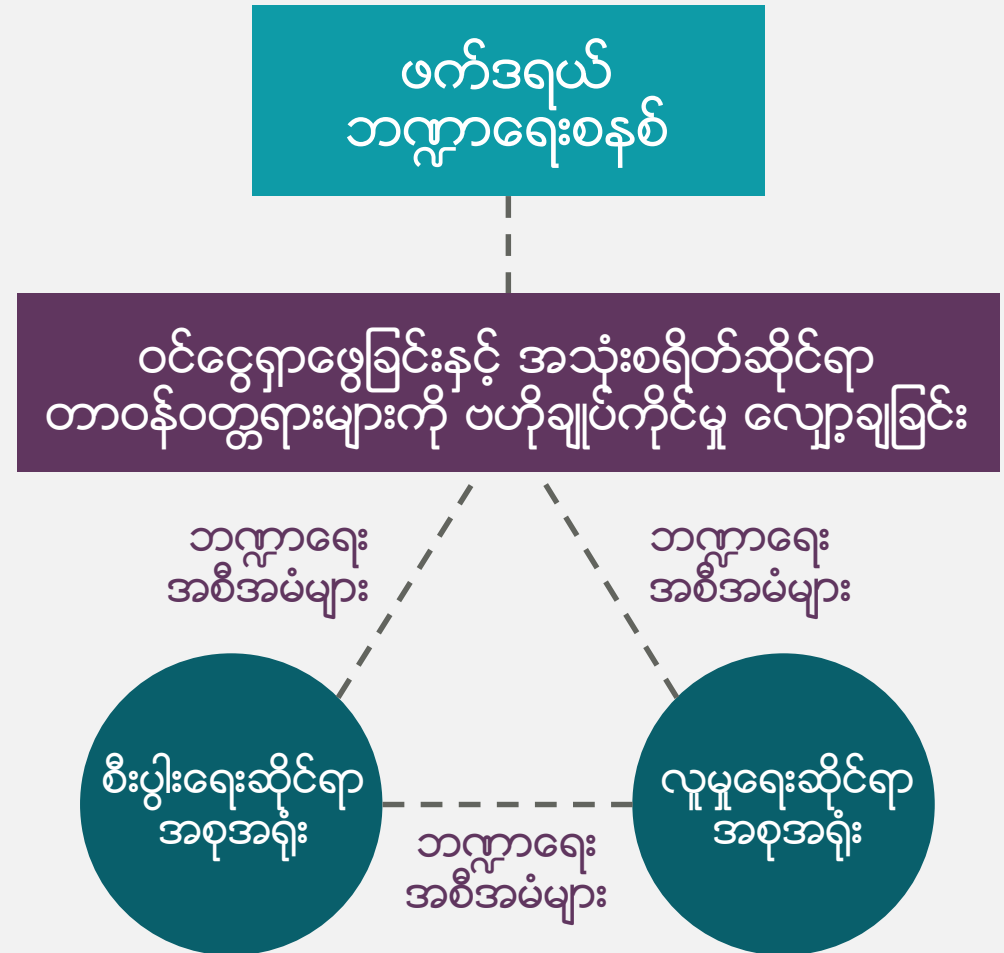 ဖက်ဒရယ်
ဘဏ္ဍာရေးစနစ်
ဝင်ငွေရှာဖွေခြင်းနှင့် အသုံးစရိတ်ဆိုင်ရာ
တာဝန်ဝတ္တရားများကို ဗဟိုချုပ်ကိုင်မှု လျှော့ချခြင်း
ဘဏ္ဍာရေး
အစီအမံများ
ဘဏ္ဍာရေး
အစီအမံများ
စီးပွါးရေးဆိုင်ရာ
အစုအရုံး
လူမှုရေးဆိုင်ရာ
အစုအရုံး
ဘဏ္ဍာရေး
အစီအမံများ